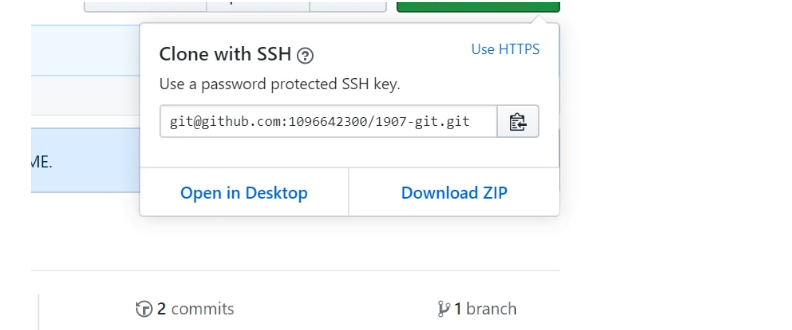 Clone with SSH
Use HTTPS
Use a password protected SSH key.
git@github.com:1096642300/1907-git.git
ME.
Open in Desktop
Download ZIP
2 commits
1 branch